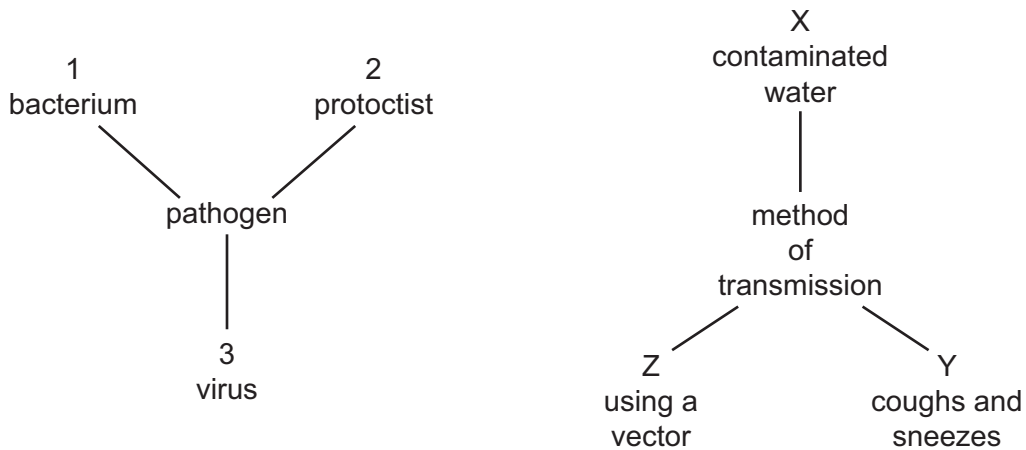 1
bacterium
2
protoctist
pathogen
3
virus
X
contaminated
water
method
of
transmission
Z
using a
vector
Y
coughs and
sneezes